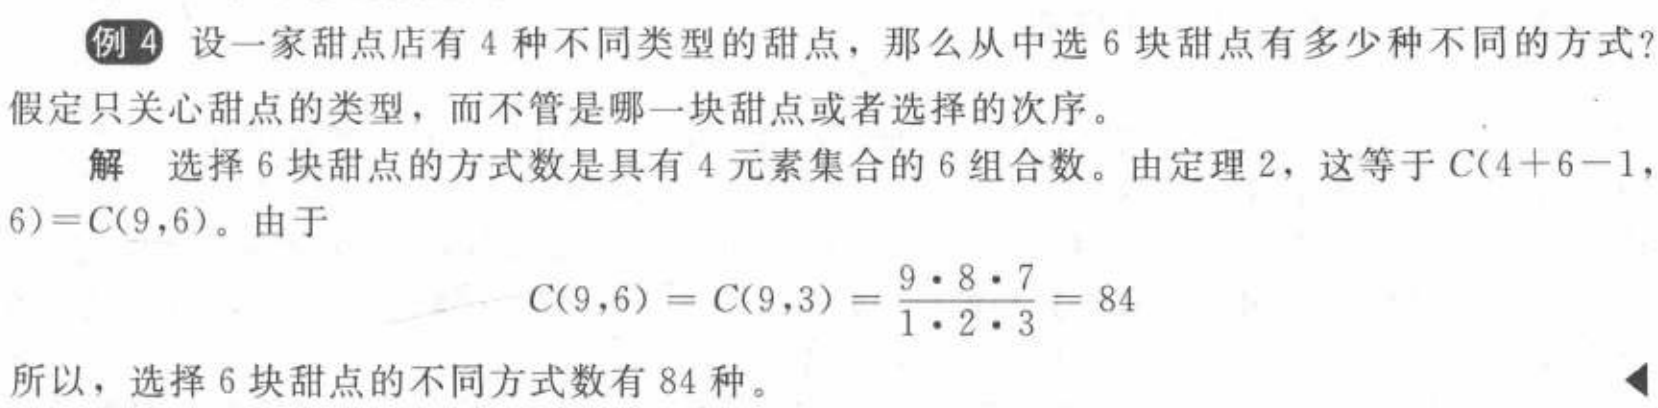 例 4 设一家甜点店有 4 种不同类型的甜点，那么从中选 6 块甜点有多少种不同的方式？
假定只关心甜点的类型，而不管是哪一块甜点或者选择的次序。
解 选择 6 块甜点的方式数是具有 4 元素集合的 6 组合数。由定理 2，这等于 C(4+6-1,
6)=C(9,6)。由于
C(9,6) = C(9,3) = \frac{9·8·7}{1·2·3} = 84
所以，选择 6 块甜点的不同方式数有 84 种。 ◀